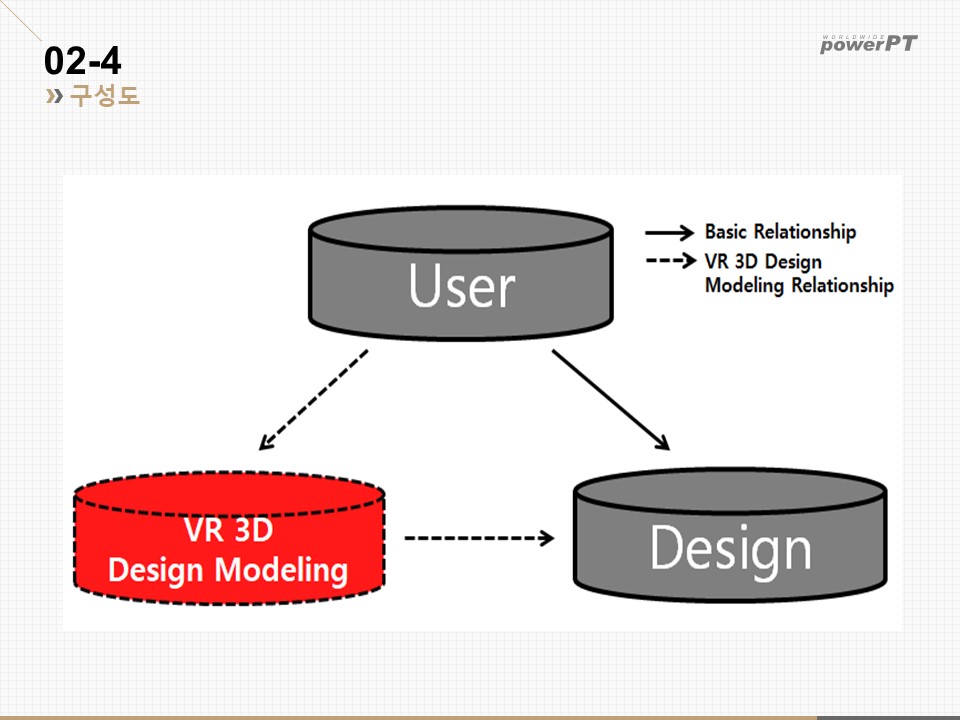 02-4
WORLDWIDE
powerPT
구성도
User
Basic Relationship
VR 3D Design
Modeling Relationship
VR 3D
Design Modeling
Design